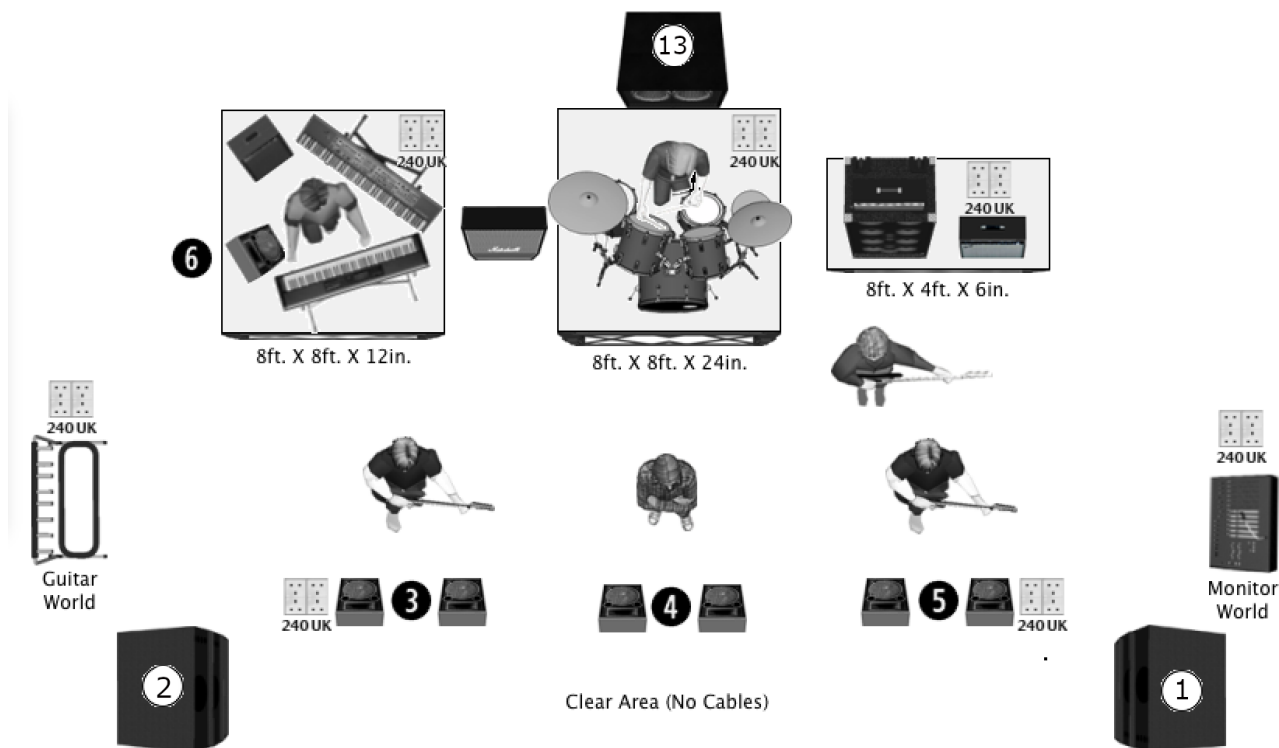 13
240 UK
240 UK
240 UK
6
Marshall
8ft. X 4ft. X 6in.
8ft. X 8ft. X 12in.
8ft. X 8ft. X 24in.
240 UK
240 UK
Guitar
World
Monitor
World
3
4
5
240 UK
240 UK
2
1
Clear Area (No Cables)